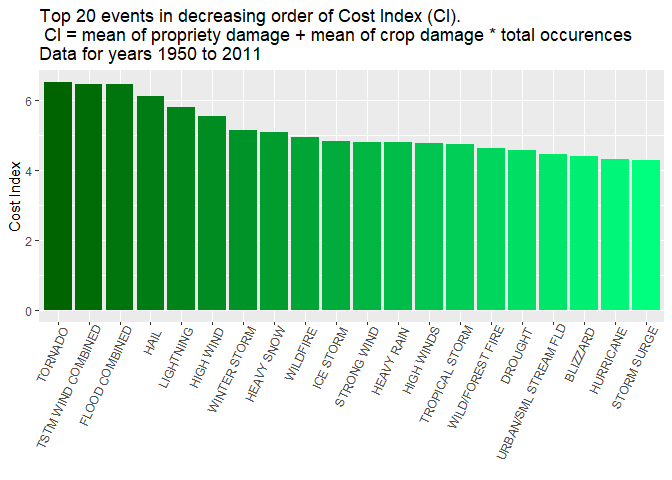 Top 20 events in decreasing order of Cost Index (CI).
CI = mean of propriety damage + mean of crop damage * total occurences
Data for years 1950 to 2011
Cost Index
6
4
2
0
TORNADO
TSTM WIND COMBINED
FLOOD COMBINED
HAIL
LIGHTNING
HIGH WIND
WINTER STORM
HEAVY SNOW
WILDFIRE
ICE STORM
STRONG WIND
HEAVY RAIN
HIGH WINDS
TROPICAL STORM
WILD/FOREST FIRE
DROUGHT
URBAN/SML STREAM FLD
BLIZZARD
HURRICANE
STORM SURGE